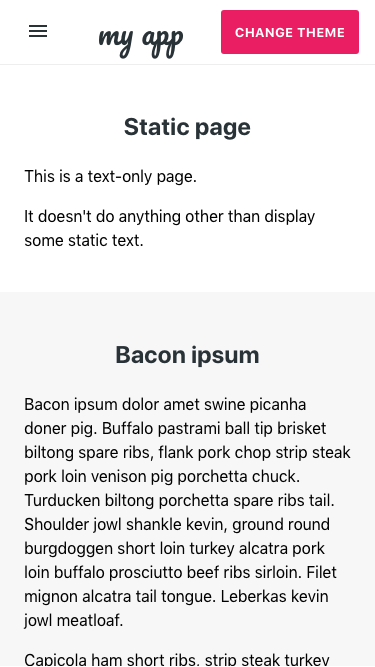 my app
CHANGE THEME
Static page
This is a text-only page.
It doesn't do anything other than display
some static text.
Bacon ipsum
Bacon ipsum dolor amet swine picanha
doner pig. Buffalo pastrami ball tip brisket
biltong spare ribs, flank pork chop strip steak
pork loin venison pig porchetta chuck.
Turducken biltong porchetta spare ribs tail.
Shoulder jowl shankle kevin, ground round
burgdoggen short loin turkey alcatra pork
loin buffalo prosciutto beef ribs sirloin. Filet
mignon alcatra tail tongue. Leberkas kevin
jowl meatloaf.
Capicola ham short ribs, strip steak turkey